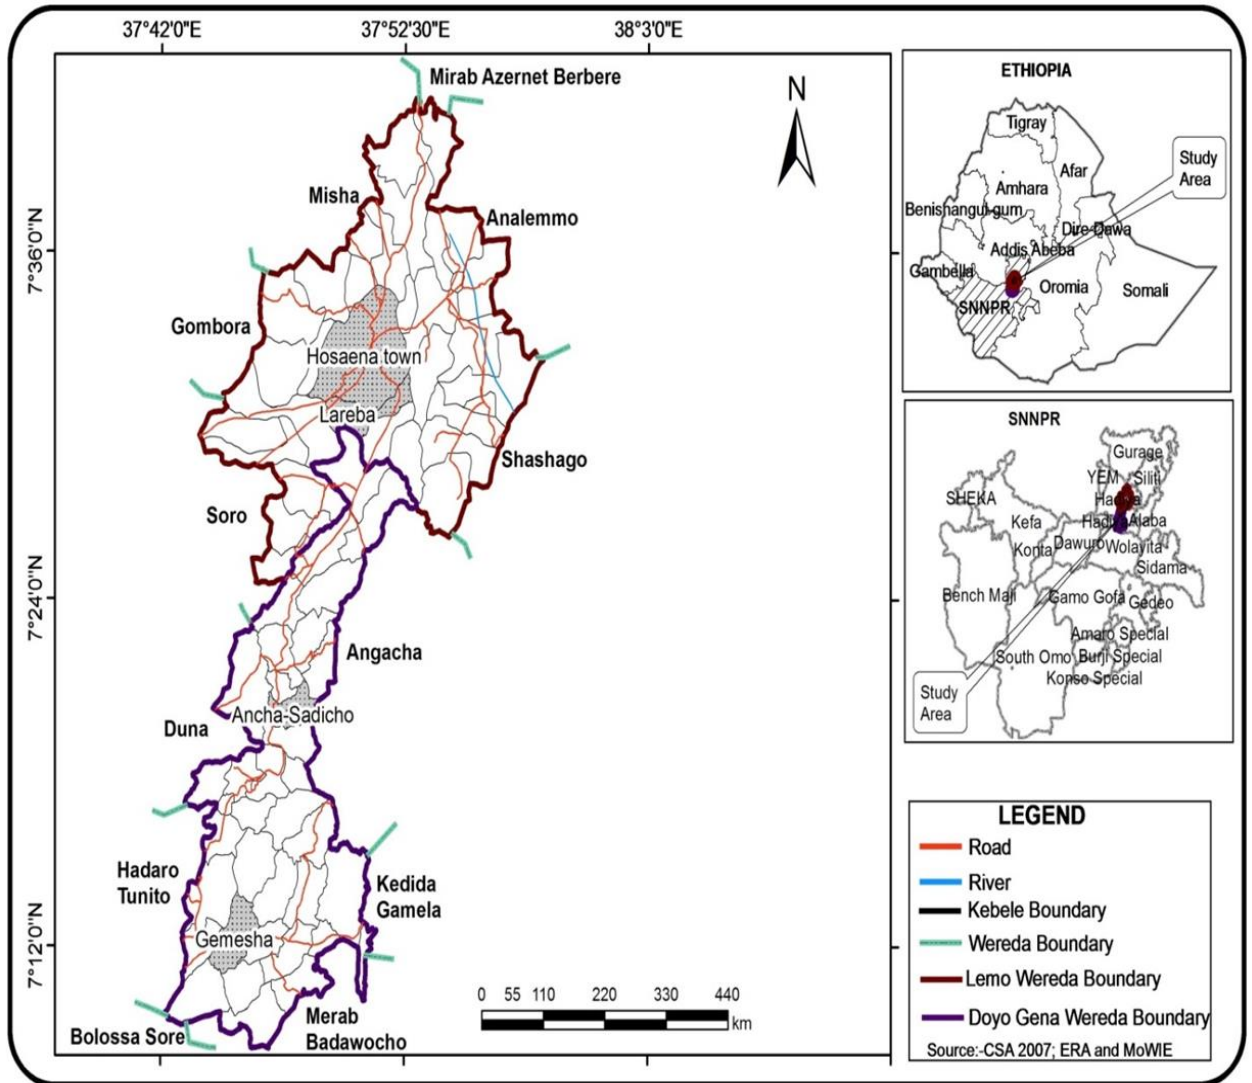 37°42'0"E
37°52'30"E
38°3'0"E
Mirab Azernet Berbere
N
Misha
Analemmo
7°36'0"N
Gombora
Hosaena town
Lareba
Shashago
Soro
7°24'0"N
Angacha
Ancha-Sadicho
Duna
Hadaro
Tunito
Kedida
Gamela
Gemesha
7°12'0"N
Merab
Badawocho
Bolossa Sore
0 55 110 220 330 440
km
ETHIOPIA
Tigray
Study
Area
Afar
Amhara
Benishangul-gum
Dire-Dawa
Addis Abeba
Gambella
Oromia
Somali
SNNPR
SNNPR
Gurage
YEM
Siliti
SHEKA
Hadiya
Kefa
Hadiya
Alaba
Konta
Dawuro
Wolayita
Sidama
Bench Maji
Gamo Gofa
Gedeo
Amaro Special
South Omo
Burji Special
Konso Special
Study
Area
LEGEND
Road
River
Kebele Boundary
Wereda Boundary
Lemo Wereda Boundary
Doyo Gena Wereda Boundary
Source:-CSA 2007; ERA and MoWIE